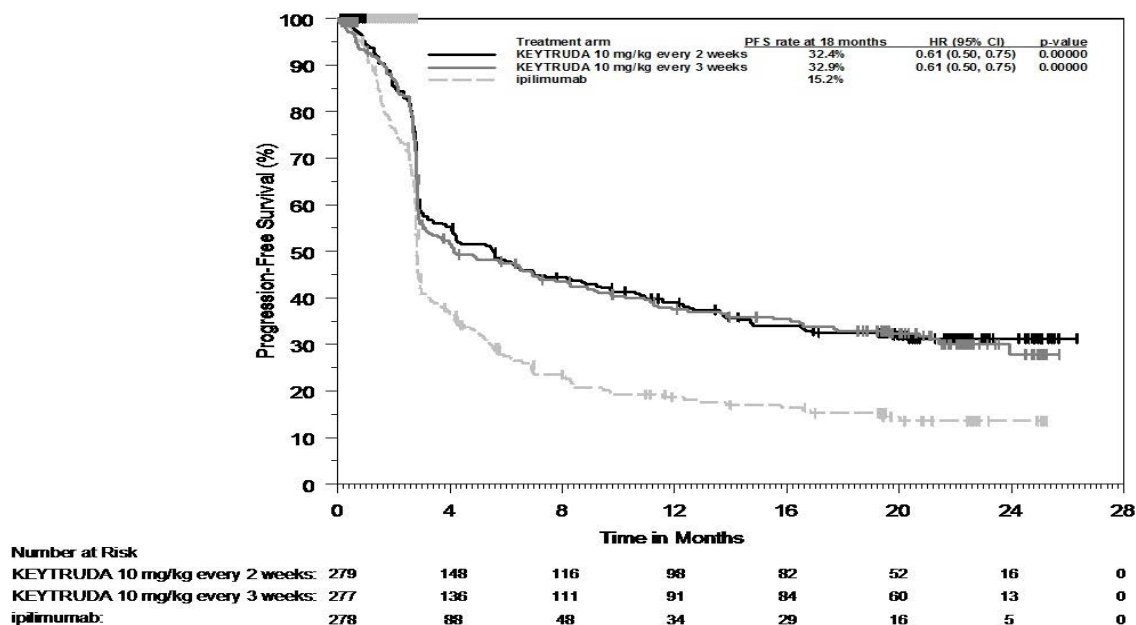 Treatment arm PFS rate at 18 months HR (95% CI) p-value
KEYTRUDA 10 mg/kg every 2 weeks 32.4% 0.61 (0.50, 0.75) 0.00000
KEYTRUDA 10 mg/kg every 3 weeks 32.9% 0.61 (0.50, 0.75) 0.00000
ipilimumab 15.2%
Progression-Free Survival (%)
100
90
80
70
60
50
40
30
20
10
0
0 4 8 12 16 20 24 28
Time in Months
Number at Risk
KEYTRUDA 10 mg/kg every 2 weeks: 279 148 116 98 82 52 16 0
KEYTRUDA 10 mg/kg every 3 weeks: 277 136 111 91 84 60 13 0
ipilimumab: 278 88 48 34 29 16 5 0